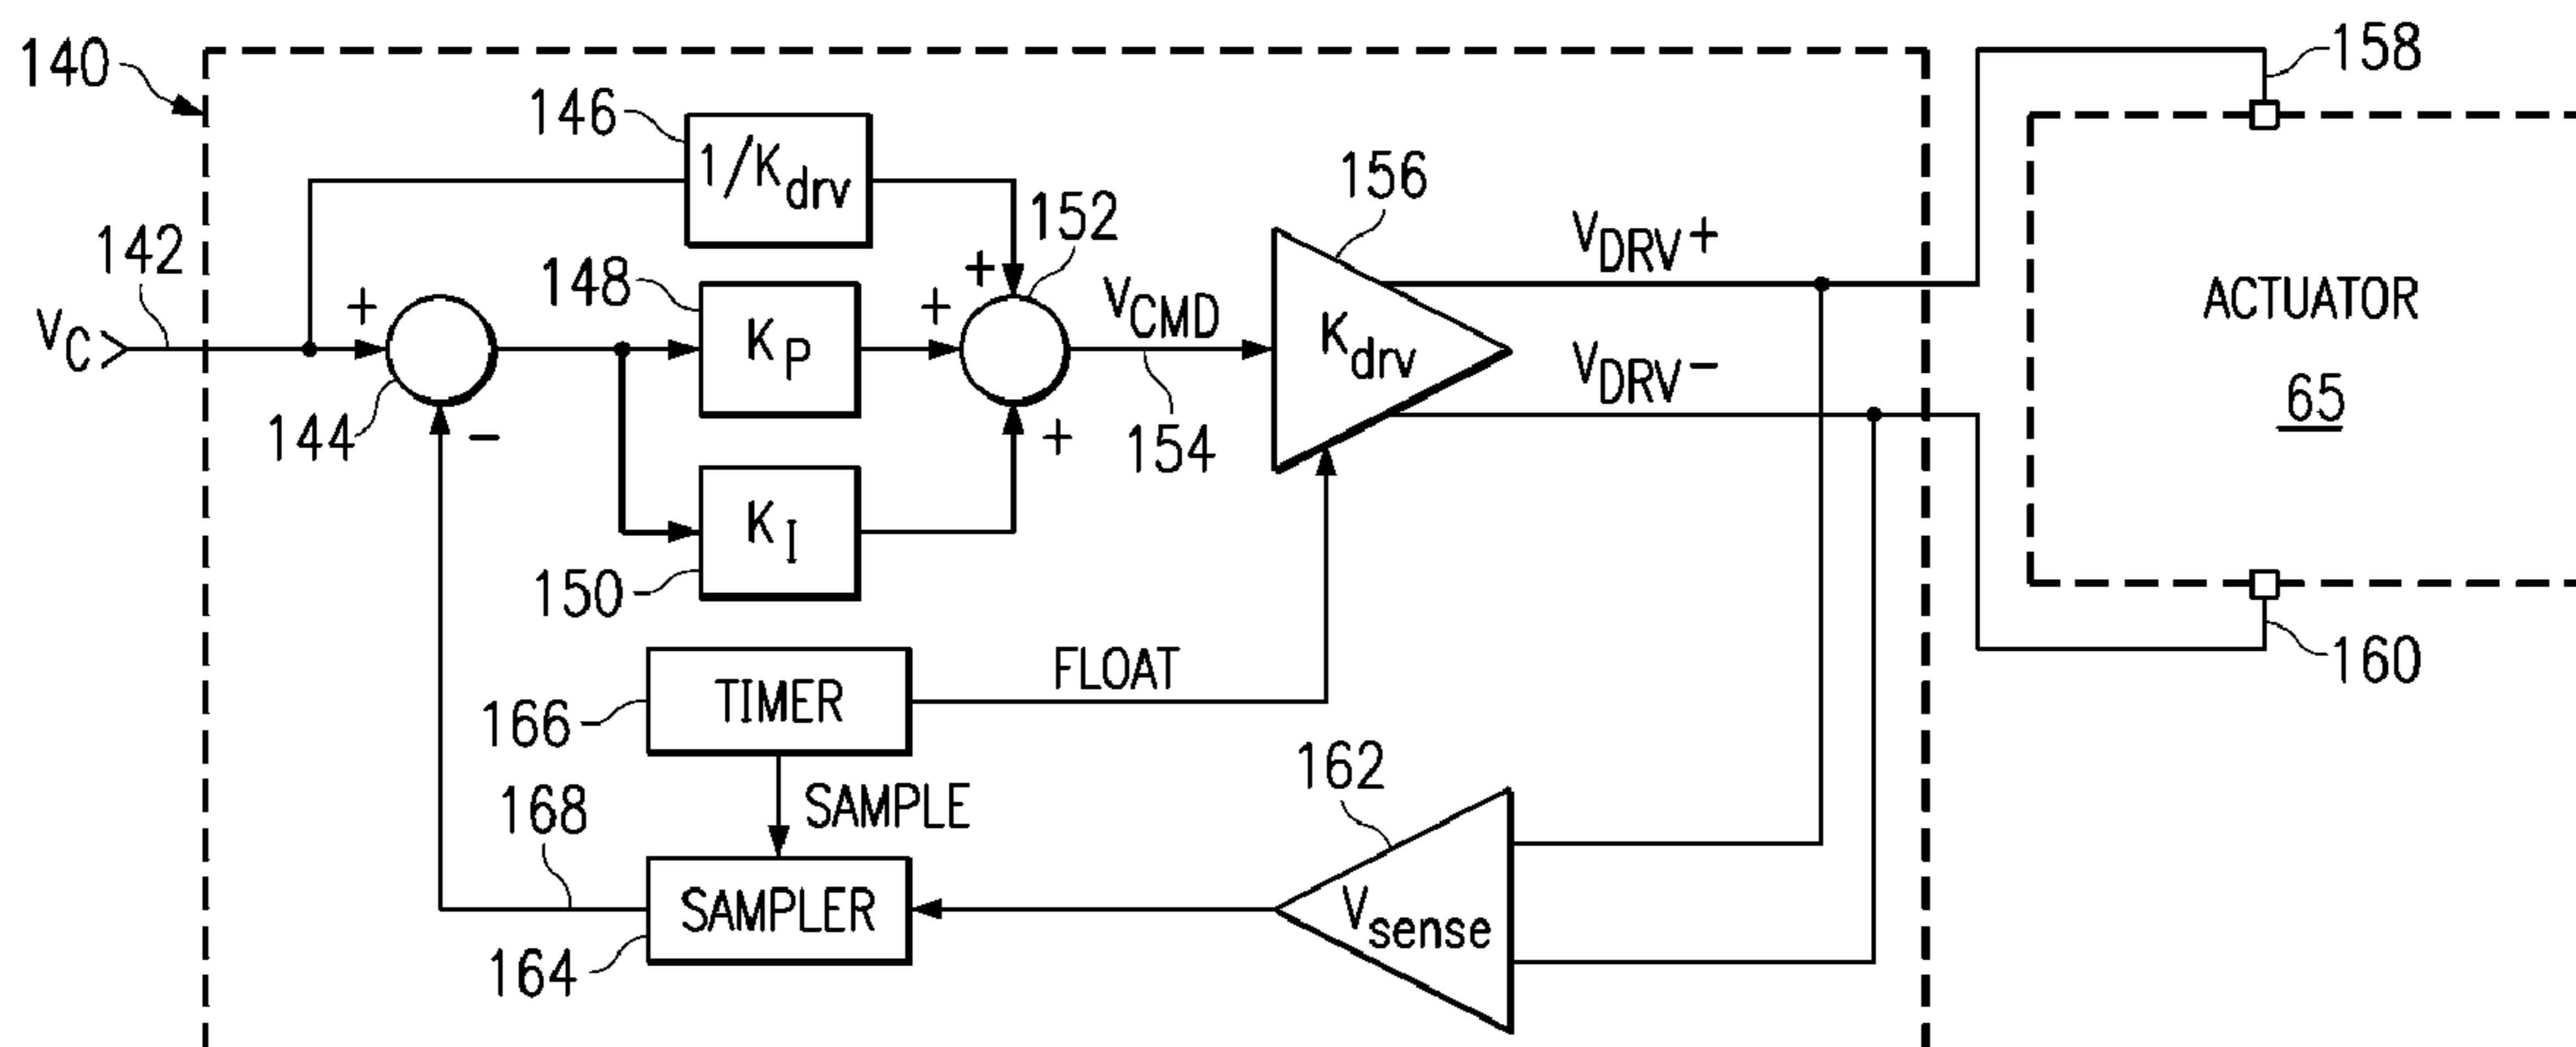 140
158
146
1/Kdrv
156
152
142
VDRV+
148
+
+
+
VCMD
ACTUATOR
VC
KP
Kdrv
VDRV−
65
144
−
+
154
KI
150
FLOAT
160
TIMER
166
162
168
SAMPLE
SAMPLER
Vsense
164